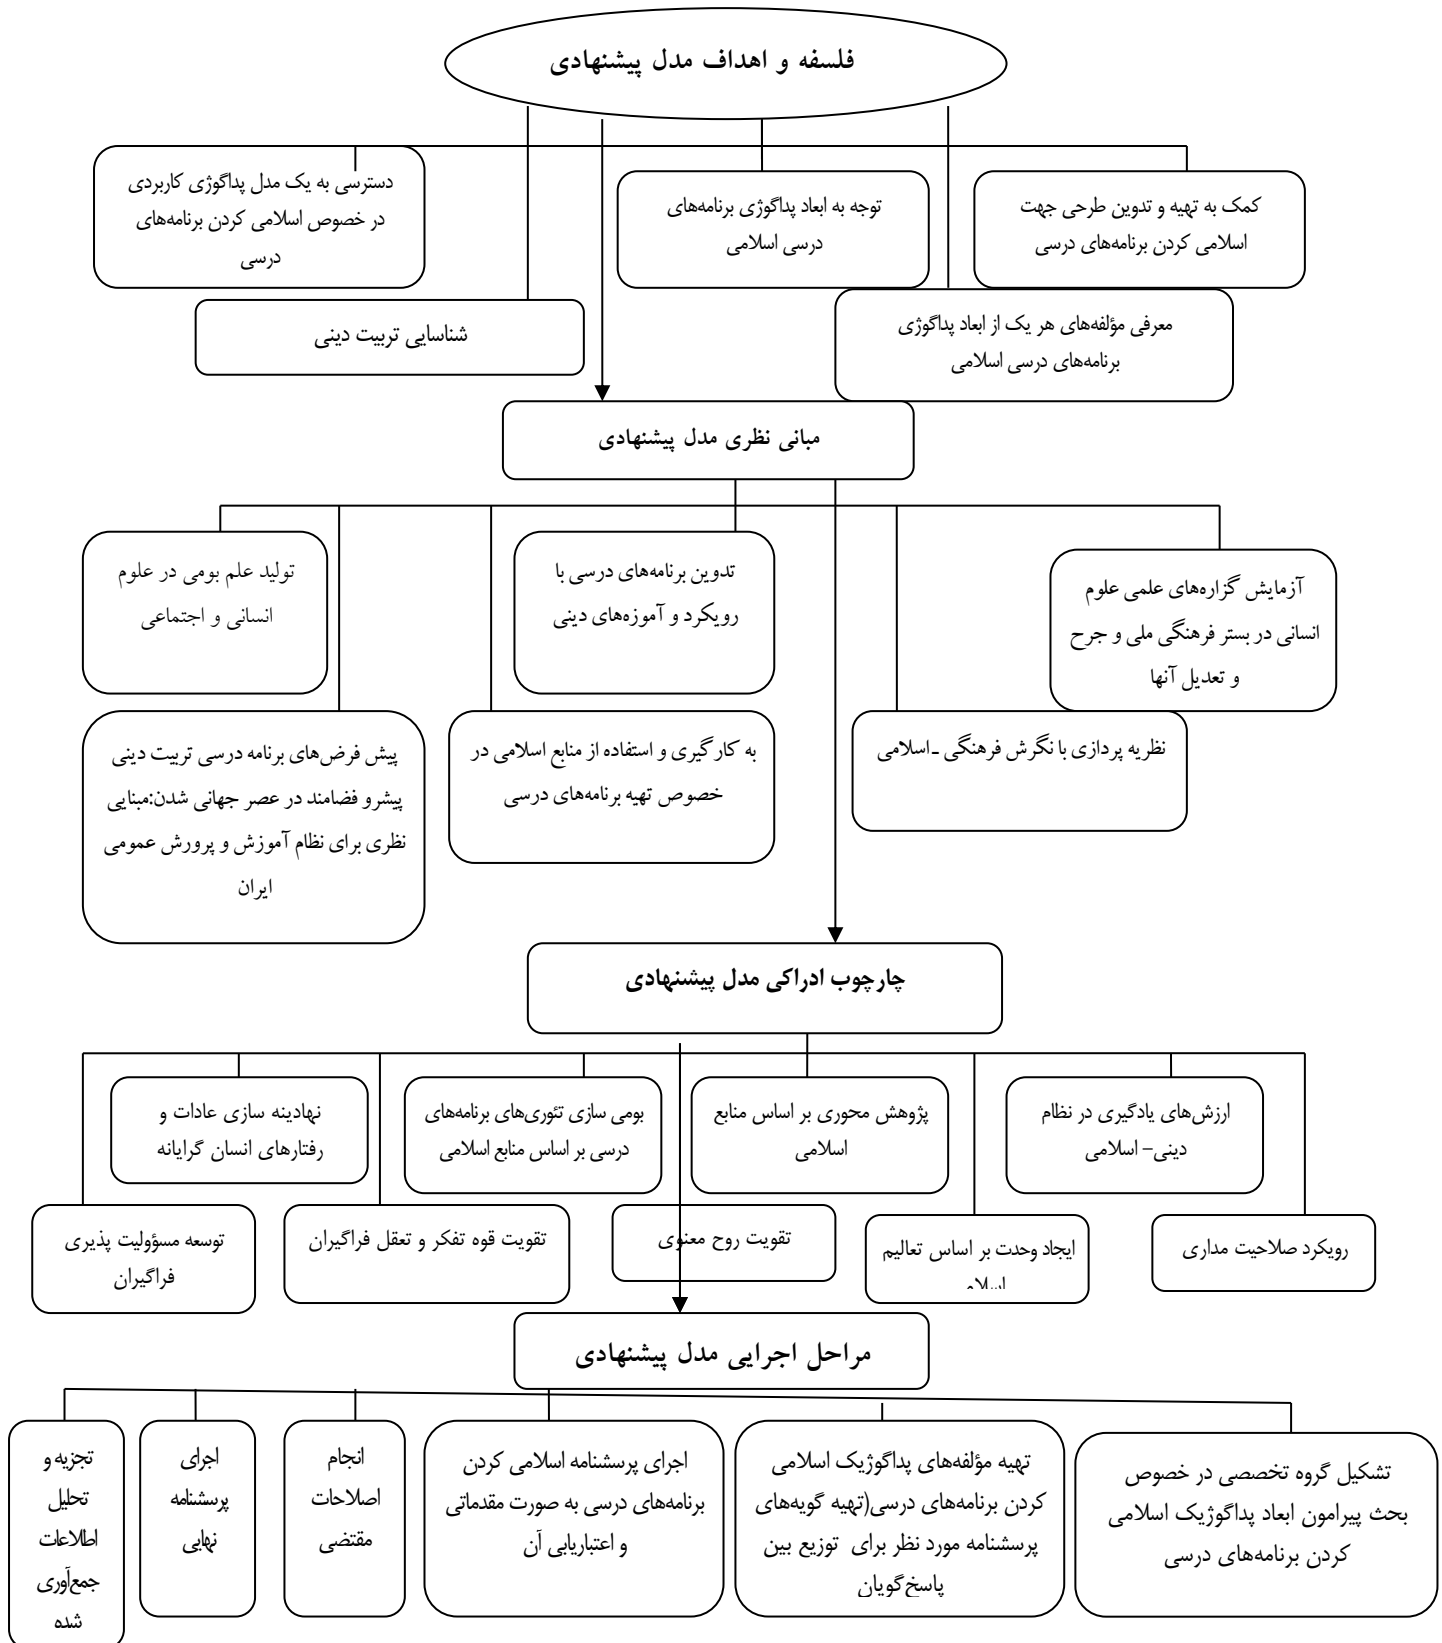 فلسفه و اهداف مدل پیشنهادی
کمک به تهیه و تدوین طرحی جهت
اسلامی کردن برنامه‌های درسی
توجه به ابعاد پداگوژی برنامه‌های
درسی اسلامی
دسترسی به یک مدل پداگوژی کاربردی
در خصوص اسلامی کردن برنامه‌های
درسی
معرفی مؤلفه‌های هر یک از ابعاد پداگوژی
برنامه‌های درسی اسلامی
شناسایی تربیت دینی
مبانی نظری مدل پیشنهادی
آزمایش گزاره‌های علمی علوم
انسانی در بستر فرهنگی ملی و جرح
و تعدیل آنها
تدوین برنامه‌های درسی با
رویکرد و آموزه‌های دینی
تولید علم بومی در علوم
انسانی و اجتماعی
نظریه پردازی با نگرش فرهنگی ـ اسلامی
به کارگیری و استفاده از منابع اسلامی در
خصوص تهیه برنامه‌های درسی
پیش فرض‌های برنامه درسی تربیت دینی
پیشرو فضامند در عصر جهانی شدن:مبنایی
نظری برای نظام آموزش و پرورش عمومی
ایران
چارچوب ادراکی مدل پیشنهادی
ارزش‌های یادگیری در نظام
دینی– اسلامی
پژوهش محوری بر اساس منابع
اسلامی
بومی سازی تئوری‌های برنامه‌های
درسی بر اساس منابع اسلامی
نهادینه سازی عادات و
رفتارهای انسان گرایانه
رویکرد صلاحیت مداری
ایجاد وحدت بر اساس تعالیم
تقویت روح معنوی
تقویت قوه تفکر و تعقل فراگیران
توسعه مسؤولیت پذیری
فراگیران
مراحل اجرایی مدل پیشنهادی
تشکیل گروه تخصصی در خصوص
بحث پیرامون ابعاد پداگوژیک اسلامی
کردن برنامه‌های درسی
تهیه مؤلفه‌های پداگوژیک اسلامی
کردن برنامه‌های درسی(تهیه گویه‌های
پرسشنامه مورد نظر برای توزیع بین
پاسخ‌گویان
اجرای پرسشنامه اسلامی کردن
برنامه‌های درسی به صورت مقدماتی
و اعتباریابی آن
انجام
اصلاحات
مقتضی
اجرای
پرسشنامه
نهایی
تجزیه و
تحلیل
اطلاعات
جمع‌آوری
شده